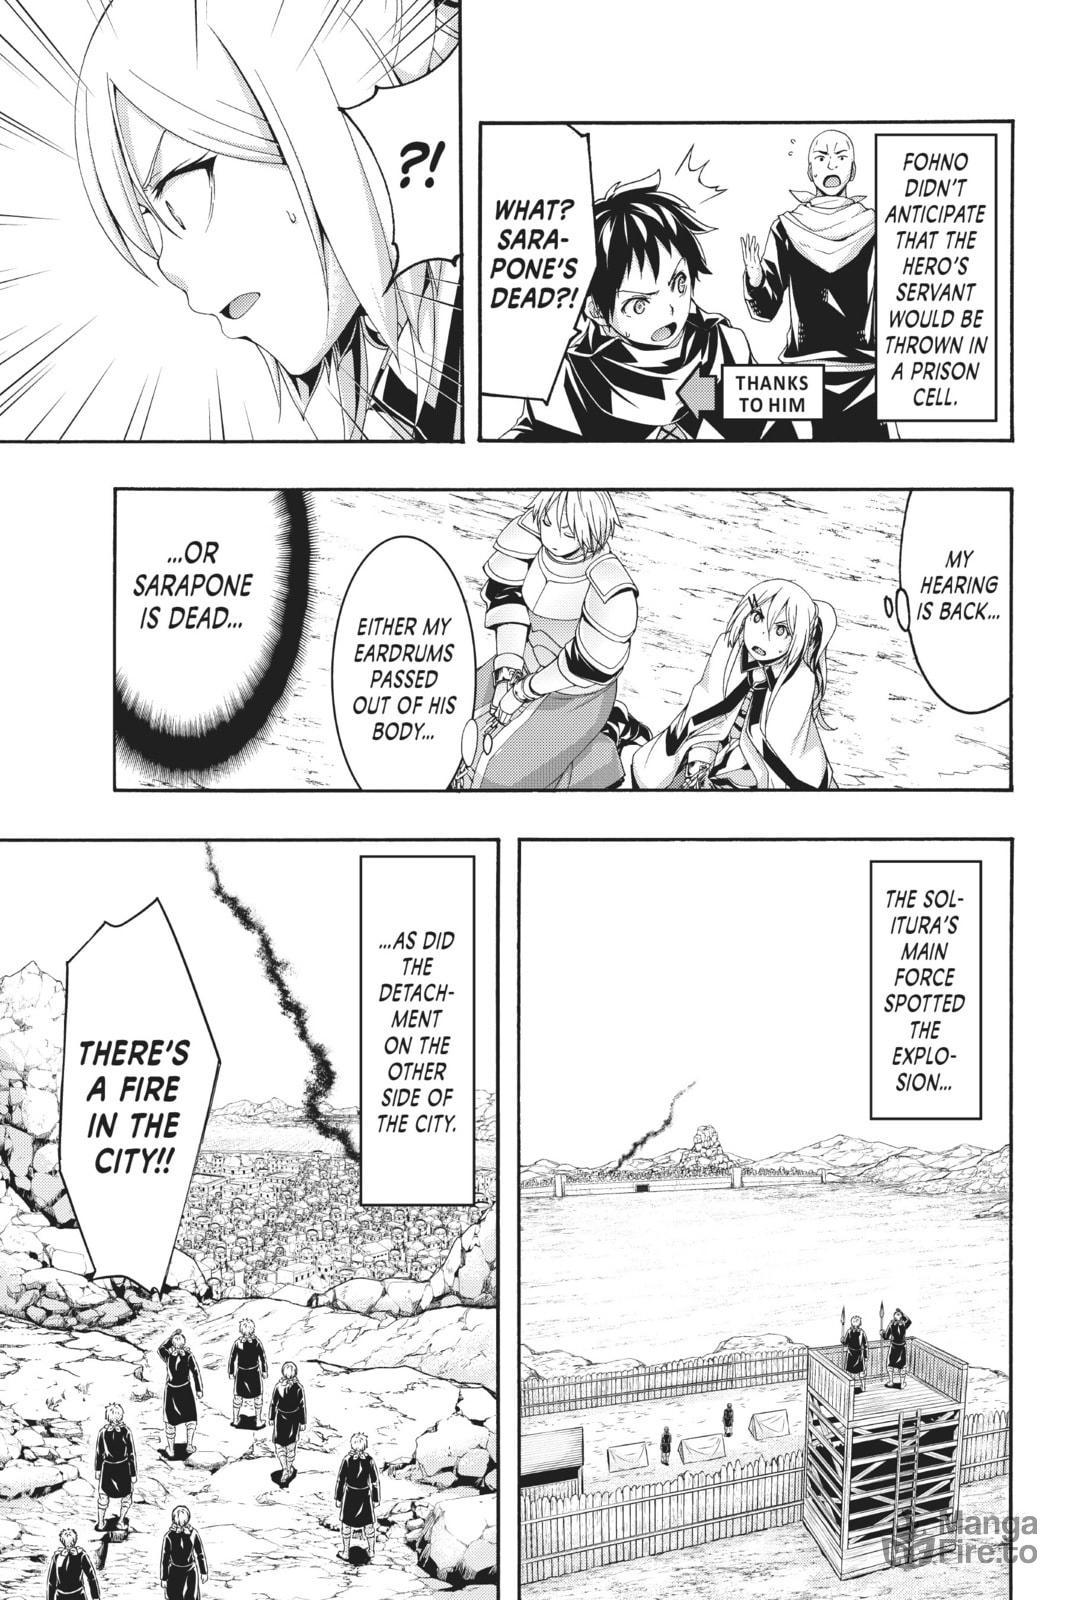 FOHNO
DIDN'T
ANTICIPATE
THAT THE
HERO'S
SERVANT
WOULD BE
THROWN IN
A PRISON
CELL.
THANKS
TO HIM
WHAT?
SARA-
PONE'S
DEAD?!
?!
MY
HEARING
IS BACK...
EITHER MY
EARDRUMS
PASSED
OUT OF HIS
BODY...
...OR
SARAPONE
IS DEAD...
THE SOL-
ITURA'S
MAIN
FORCE
SPOTTED
THE
EXPLO-
SION...
...AS DID
THE
DETACH-
MENT
ON THE
OTHER
SIDE OF
THE CITY.
THERE'S
A FIRE
IN THE
CITY!!
Manga
Fire.to